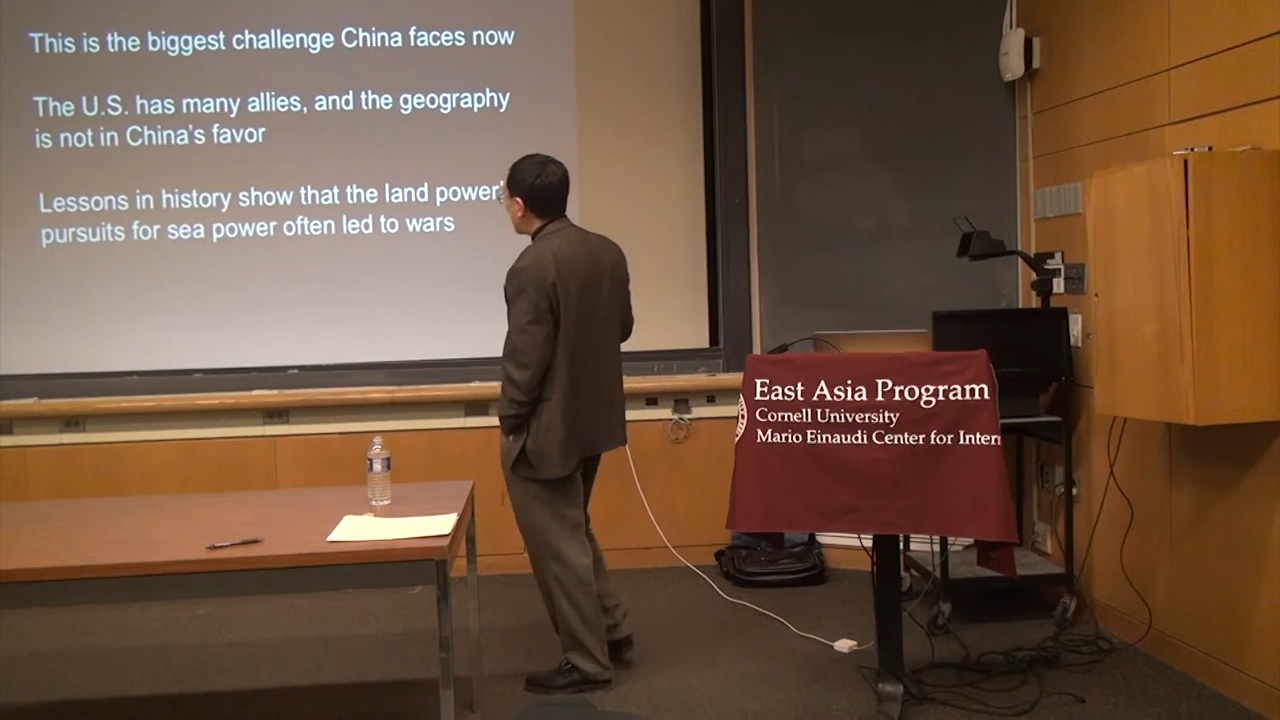 This is the biggest challenge China faces now
The U.S. has many allies, and the geography
is not in China's favor
Lessons in history show that the land power'
pursuits for sea power often led to wars
East Asia Program
Cornell University
Mario Einaudi Center for Intern